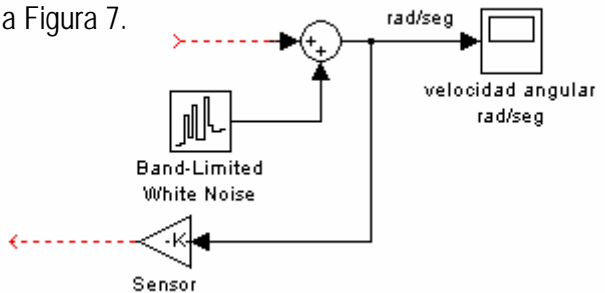 a Figura 7.
rad/seg
+
+
velocidad angular
rad/seg
Band-Limited
White Noise
-K-
Sensor